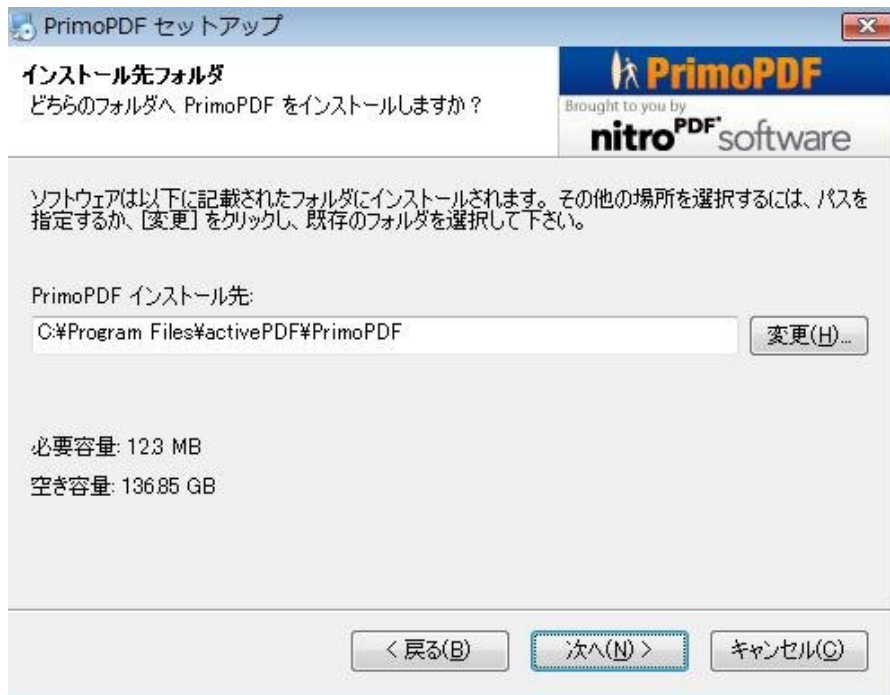 PrimoPDF セットアップ
インストール先フォルダ
どちらのフォルダへ PrimoPDF をインストールしますか？
PrimoPDF
Brought to you by
nitroPDF software
ソフトウェアは以下に記載されたフォルダにインストールされます。その他の場所を選択するには、パスを
指定するか、[変更] をクリックし、既存のフォルダを選択して下さい。
PrimoPDF インストール先:
C:¥Program Files¥activePDF¥PrimoPDF
変更(H)...
必要容量: 12.3 MB
空き容量: 136.85 GB
< 戻る(B)
次へ(N) >
キャンセル(C)